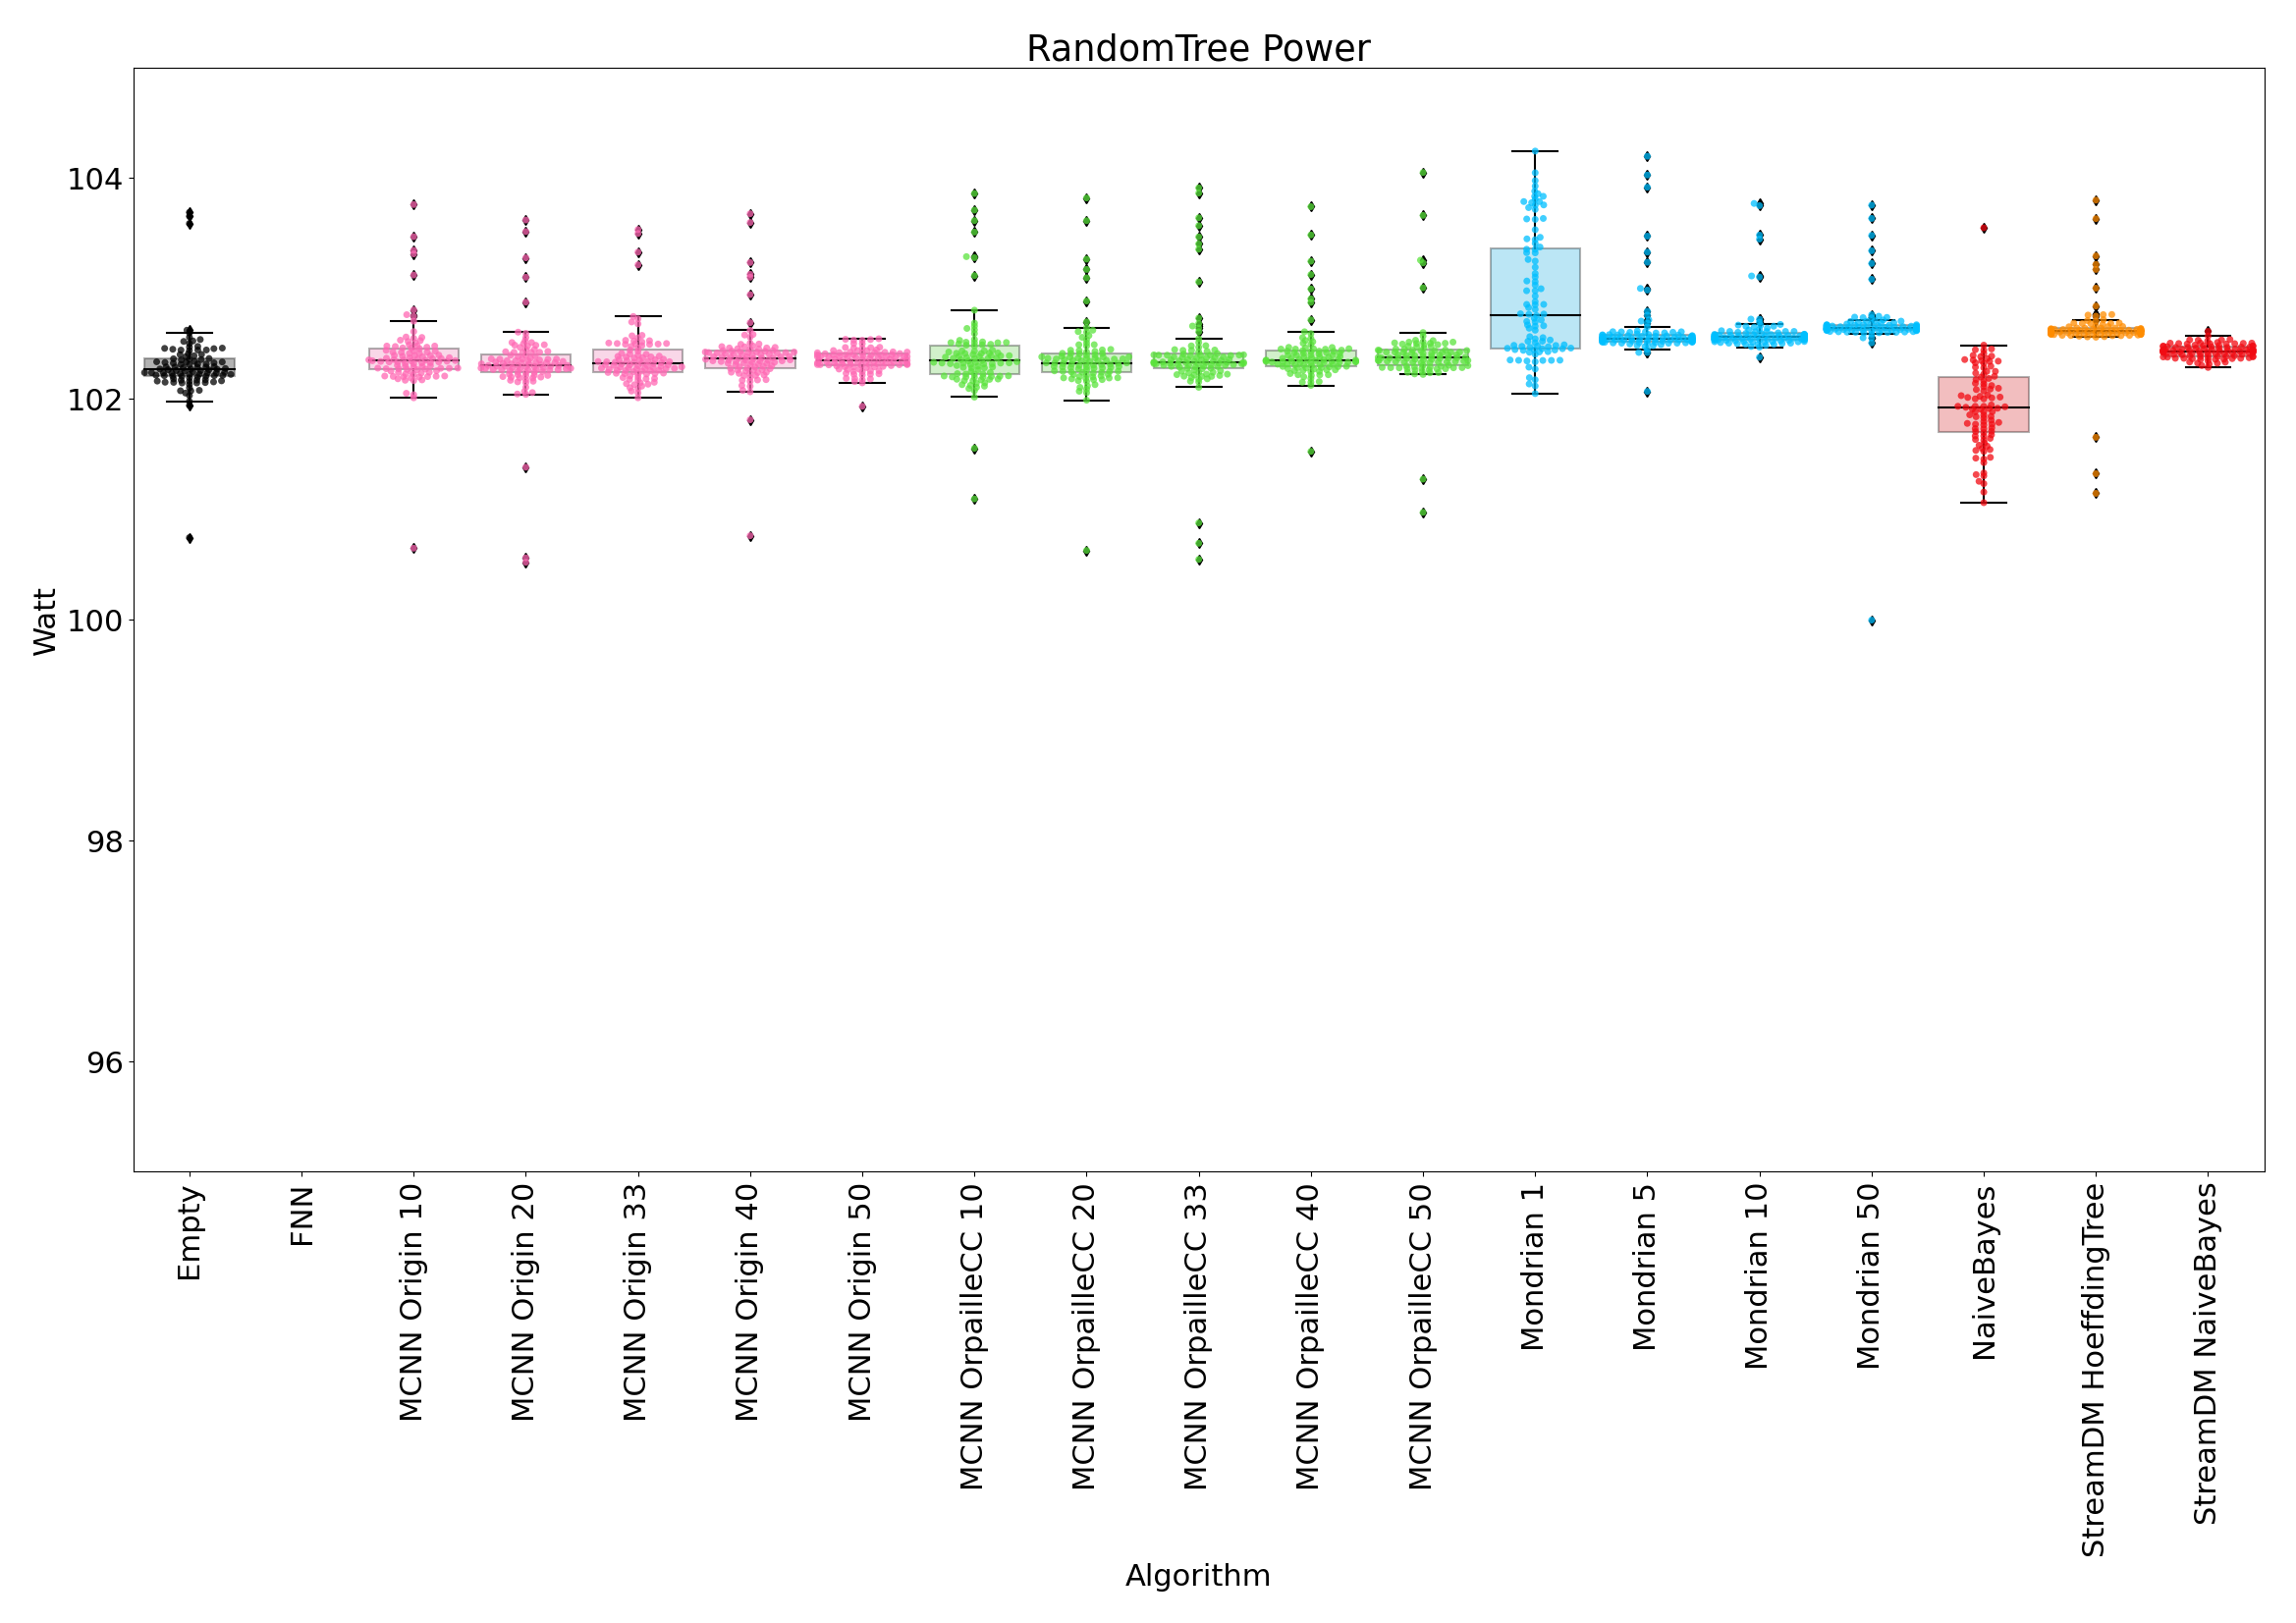 RandomTree Power
Watt
104
102
100
98
96
Empty
FNN
MCNN Origin 10
MCNN Origin 20
MCNN Origin 33
MCNN Origin 40
MCNN Origin 50
MCNN OrpailleCC 10
MCNN OrpailleCC 20
MCNN OrpailleCC 33
MCNN OrpailleCC 40
MCNN OrpailleCC 50
Mondrian 1
Mondrian 5
Mondrian 10
Mondrian 50
NaiveBayes
StreamDM HoeffdingTree
StreamDM NaiveBayes
Algorithm